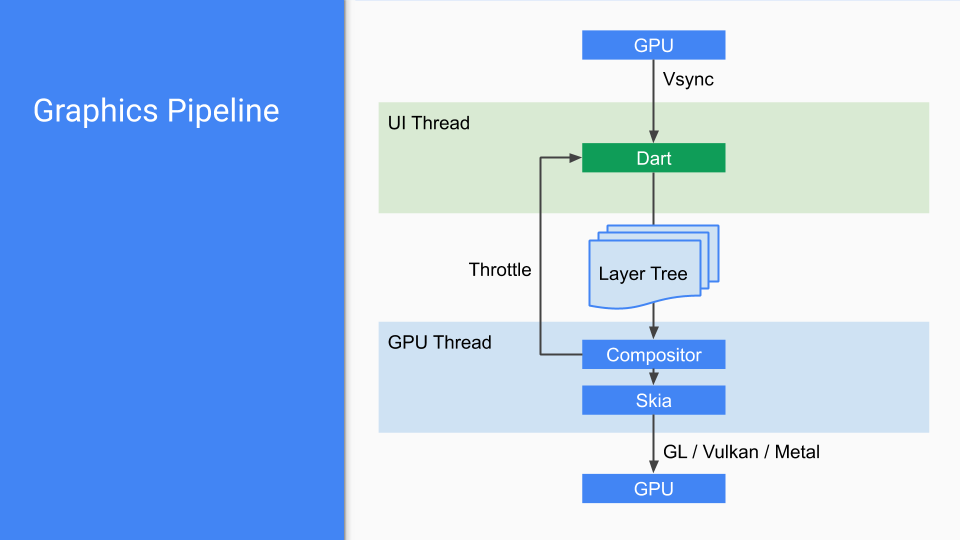 Graphics Pipeline
GPU
Vsync
UI Thread
Dart
Throttle
Layer Tree
GPU Thread
Compositor
Skia
GL / Vulkan / Metal
GPU